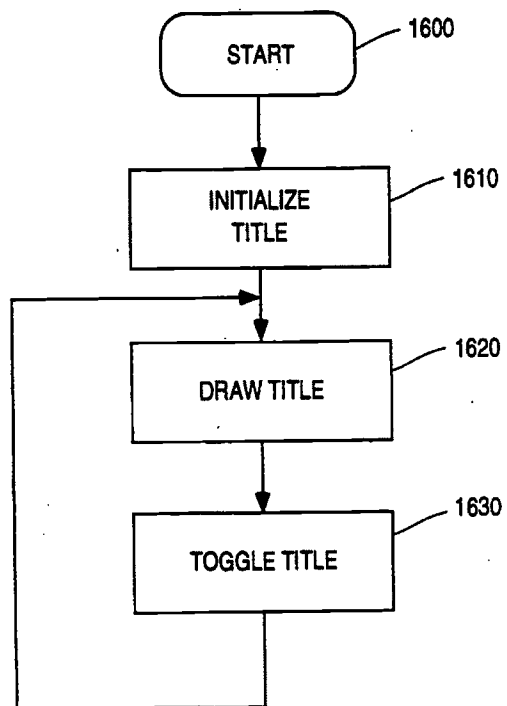 START
1600
INITIALIZE
TITLE
1610
DRAW TITLE
1620
TOGGLE TITLE
1630